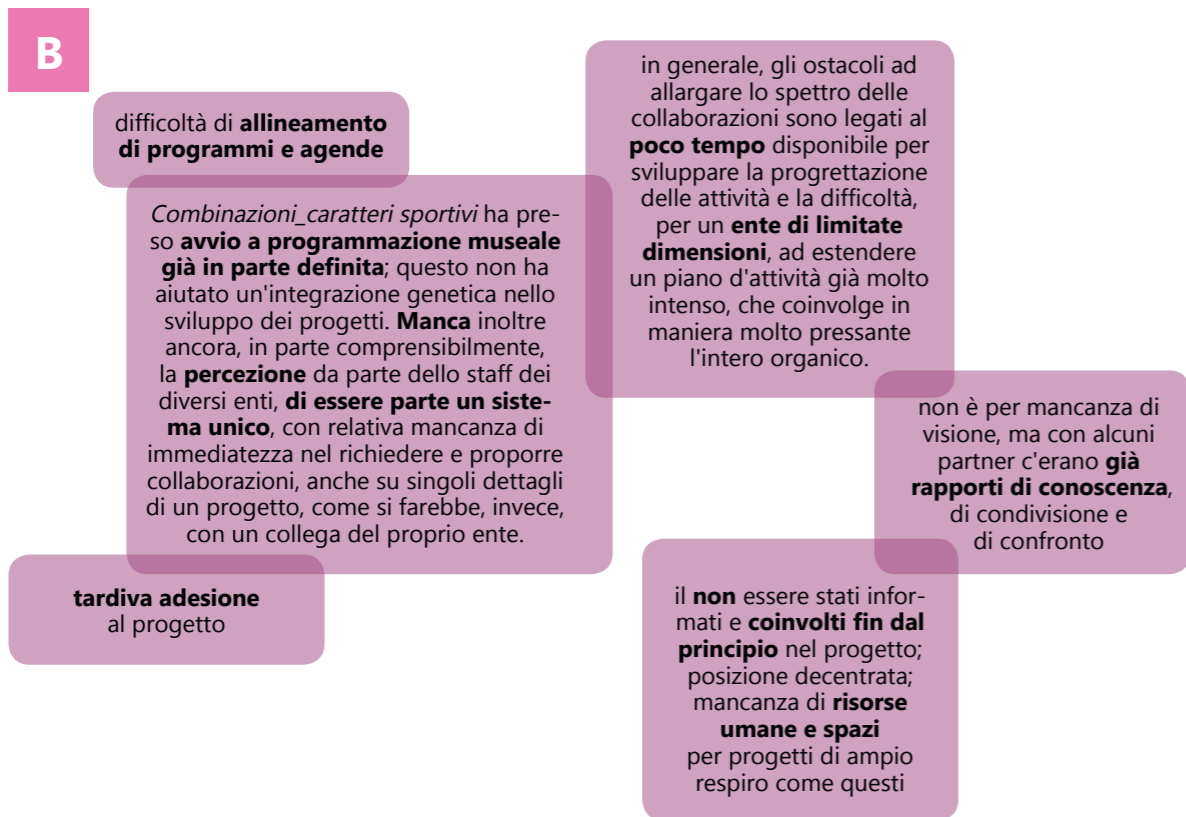 B
difficoltà di allineamento
di programmi e agende
Combinazioni_caratteri sportivi ha pre-
so avvio a programmazione museale
già in parte definita; questo non ha
aiutato un'integrazione genetica nello
sviluppo dei progetti. Manca inoltre
ancora, in parte comprensibilmente,
la percezione da parte dello staff dei
diversi enti, di essere parte un siste-
ma unico, con relativa mancanza di
immediatezza nel richiedere e proporre
collaborazioni, anche su singoli dettagli
di un progetto, come si farebbe, invece,
con un collega del proprio ente.
tardiva adesione
al progetto
in generale, gli ostacoli ad
allargare lo spettro delle
collaborazioni sono legati al
poco tempo disponibile per
sviluppare la progrettazione
delle attività e la difficoltà,
per un ente di limitate
dimensioni, ad estendere
un piano d'attività già molto
intenso, che coinvolge in
maniera molto pressante
l'intero organico.
non è per mancanza di
visione, ma con alcuni
partner c'erano già
rapporti di conoscenza,
di condivisione e
di confronto
il non essere stati infor-
mati e coinvolti fin dal
principio nel progetto;
posizione decentrata;
mancanza di risorse
umane e spazi
per progetti di ampio
respiro come questi